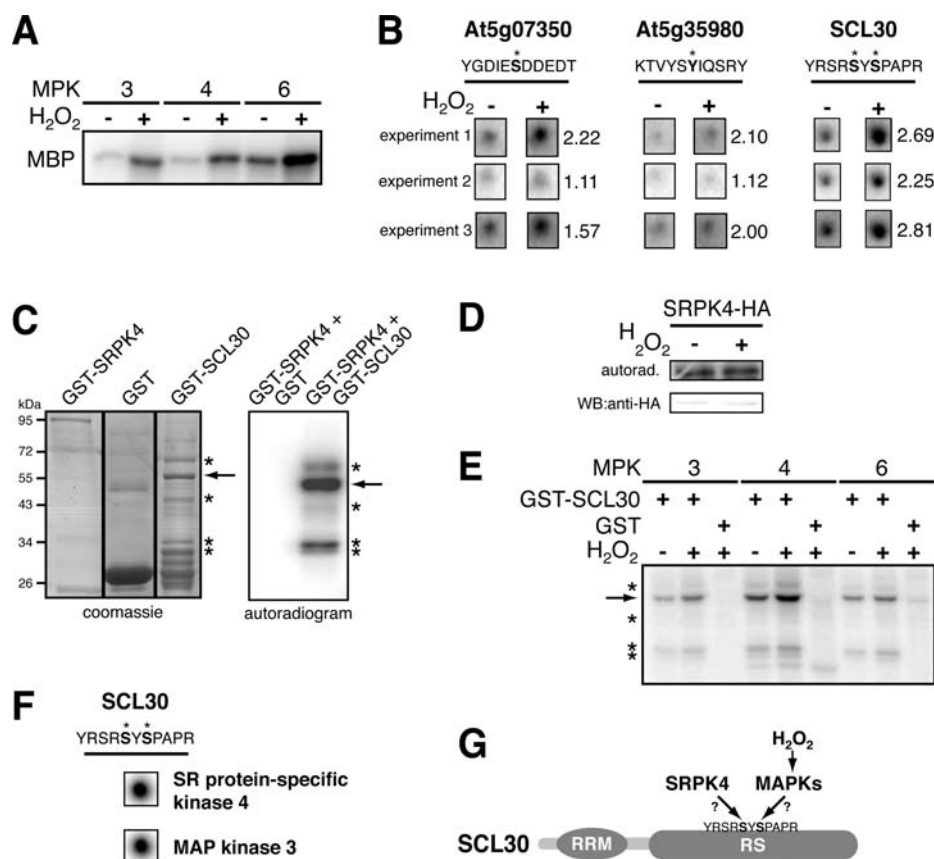 A
MPK 3 4 6
H2O2 - + - + - +
MBP
B
At5g07350 At5g35980 SCL30
* * * *
YGDIESDDEDT KTVYSYIQSRY YRSRSYSPAPR
H2O2 - + - + - +
experiment 1 2.22 2.10 2.69
experiment 2 1.11 1.12 2.25
experiment 3 1.57 2.00 2.81
C
GST-SRPK4 GST GST-SCL30
GST-SRPK4 + GST GST-SRPK4 + GST-SCL30
kDa
95
72
55
43
34
26
* * * *
* * * *
coomassie autoradiogram
D
SRPK4-HA
H2O2 - +
autorad.
WB:anti-HA
E
MPK 3 4 6
GST-SCL30 + + + + + +
GST + + +
H2O2 - + + - + + - + +
*
*
*
*
F
SCL30
* *
YRSRSYSPAPR
SR protein-specific
kinase 4
MAP kinase 3
G
H2O2
SRPK4 MAPKs
? ?
YRSRSYSPAPR
SCL30 RRM RS